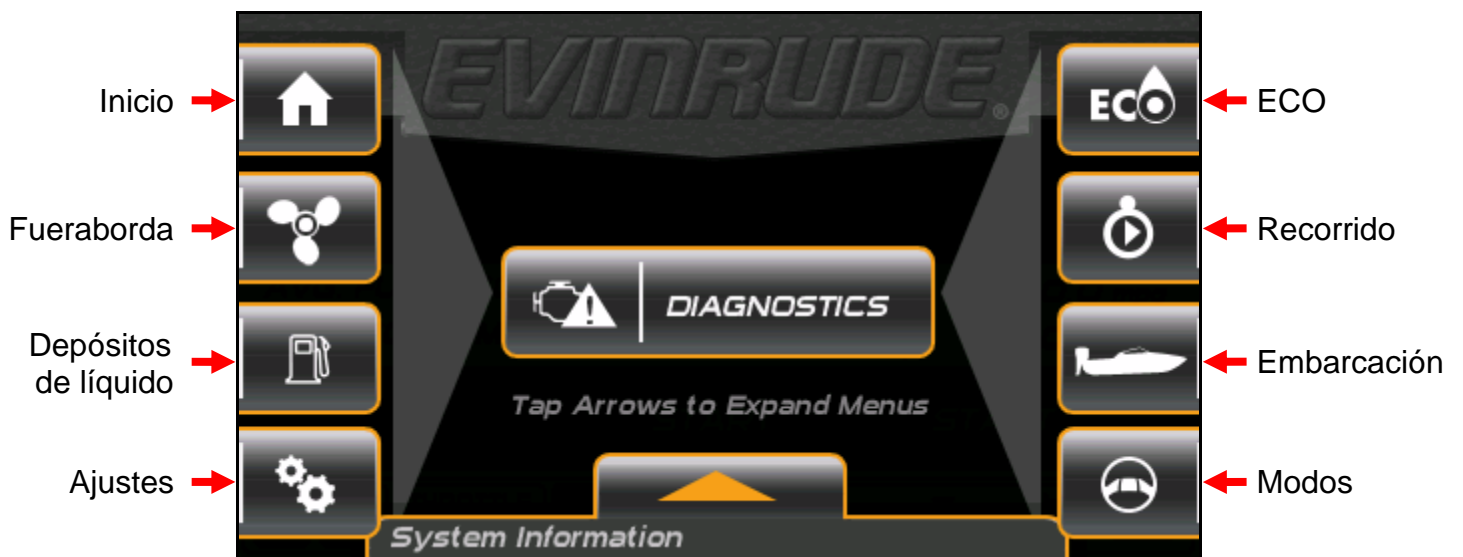 EVINRUDE®
Inicio
ECO
ECO
Fueraborda
Recorrido
DIAGNOSTICS
Depósitos
de líquido
Embarcación
Tap Arrows to Expand Menus
Ajustes
Modos
System Information